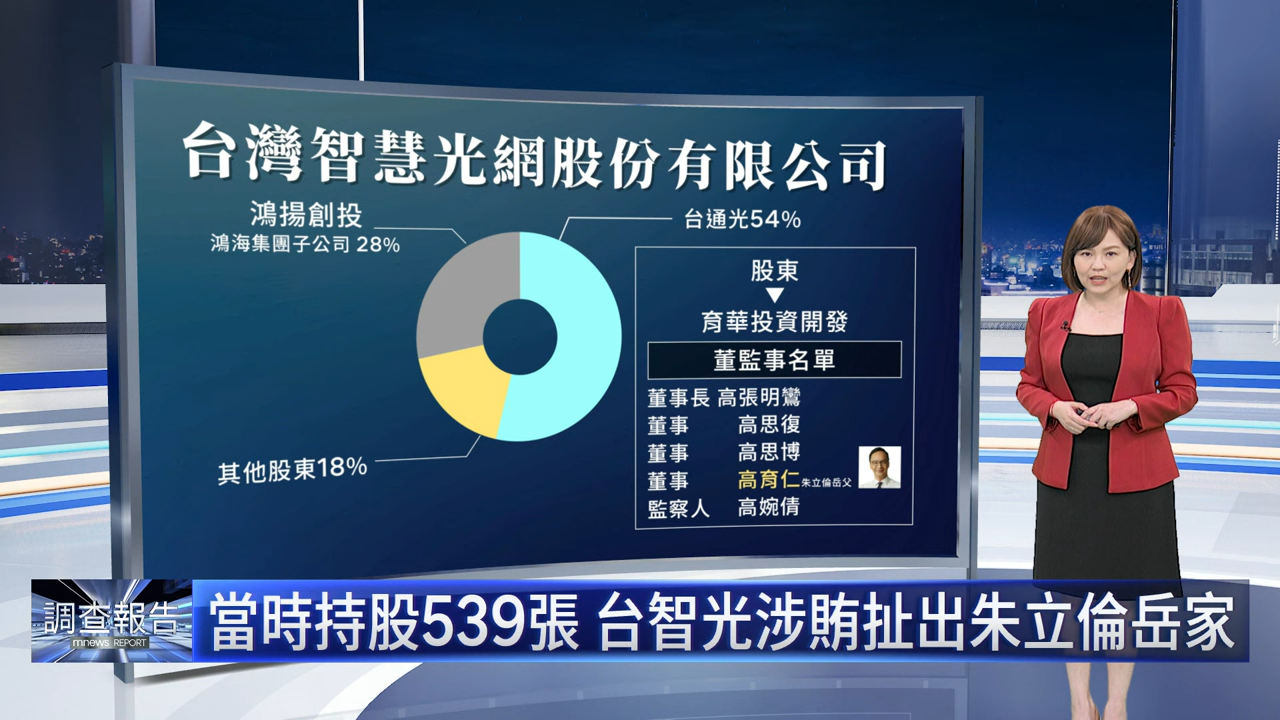 台灣智慧光網股份有限公司
鴻揚創投
鴻海集團子公司 28%
台通光54%
其他股東18%
股東
育華投資開發
董監事名單
董事長 高張明鸞
董事 高思復
董事 高思博
董事 高育仁 朱立倫岳父
監察人 高婉倩
調查報告
mnews REPORT
當時持股539張 台智光涉賄扯出朱立倫岳家